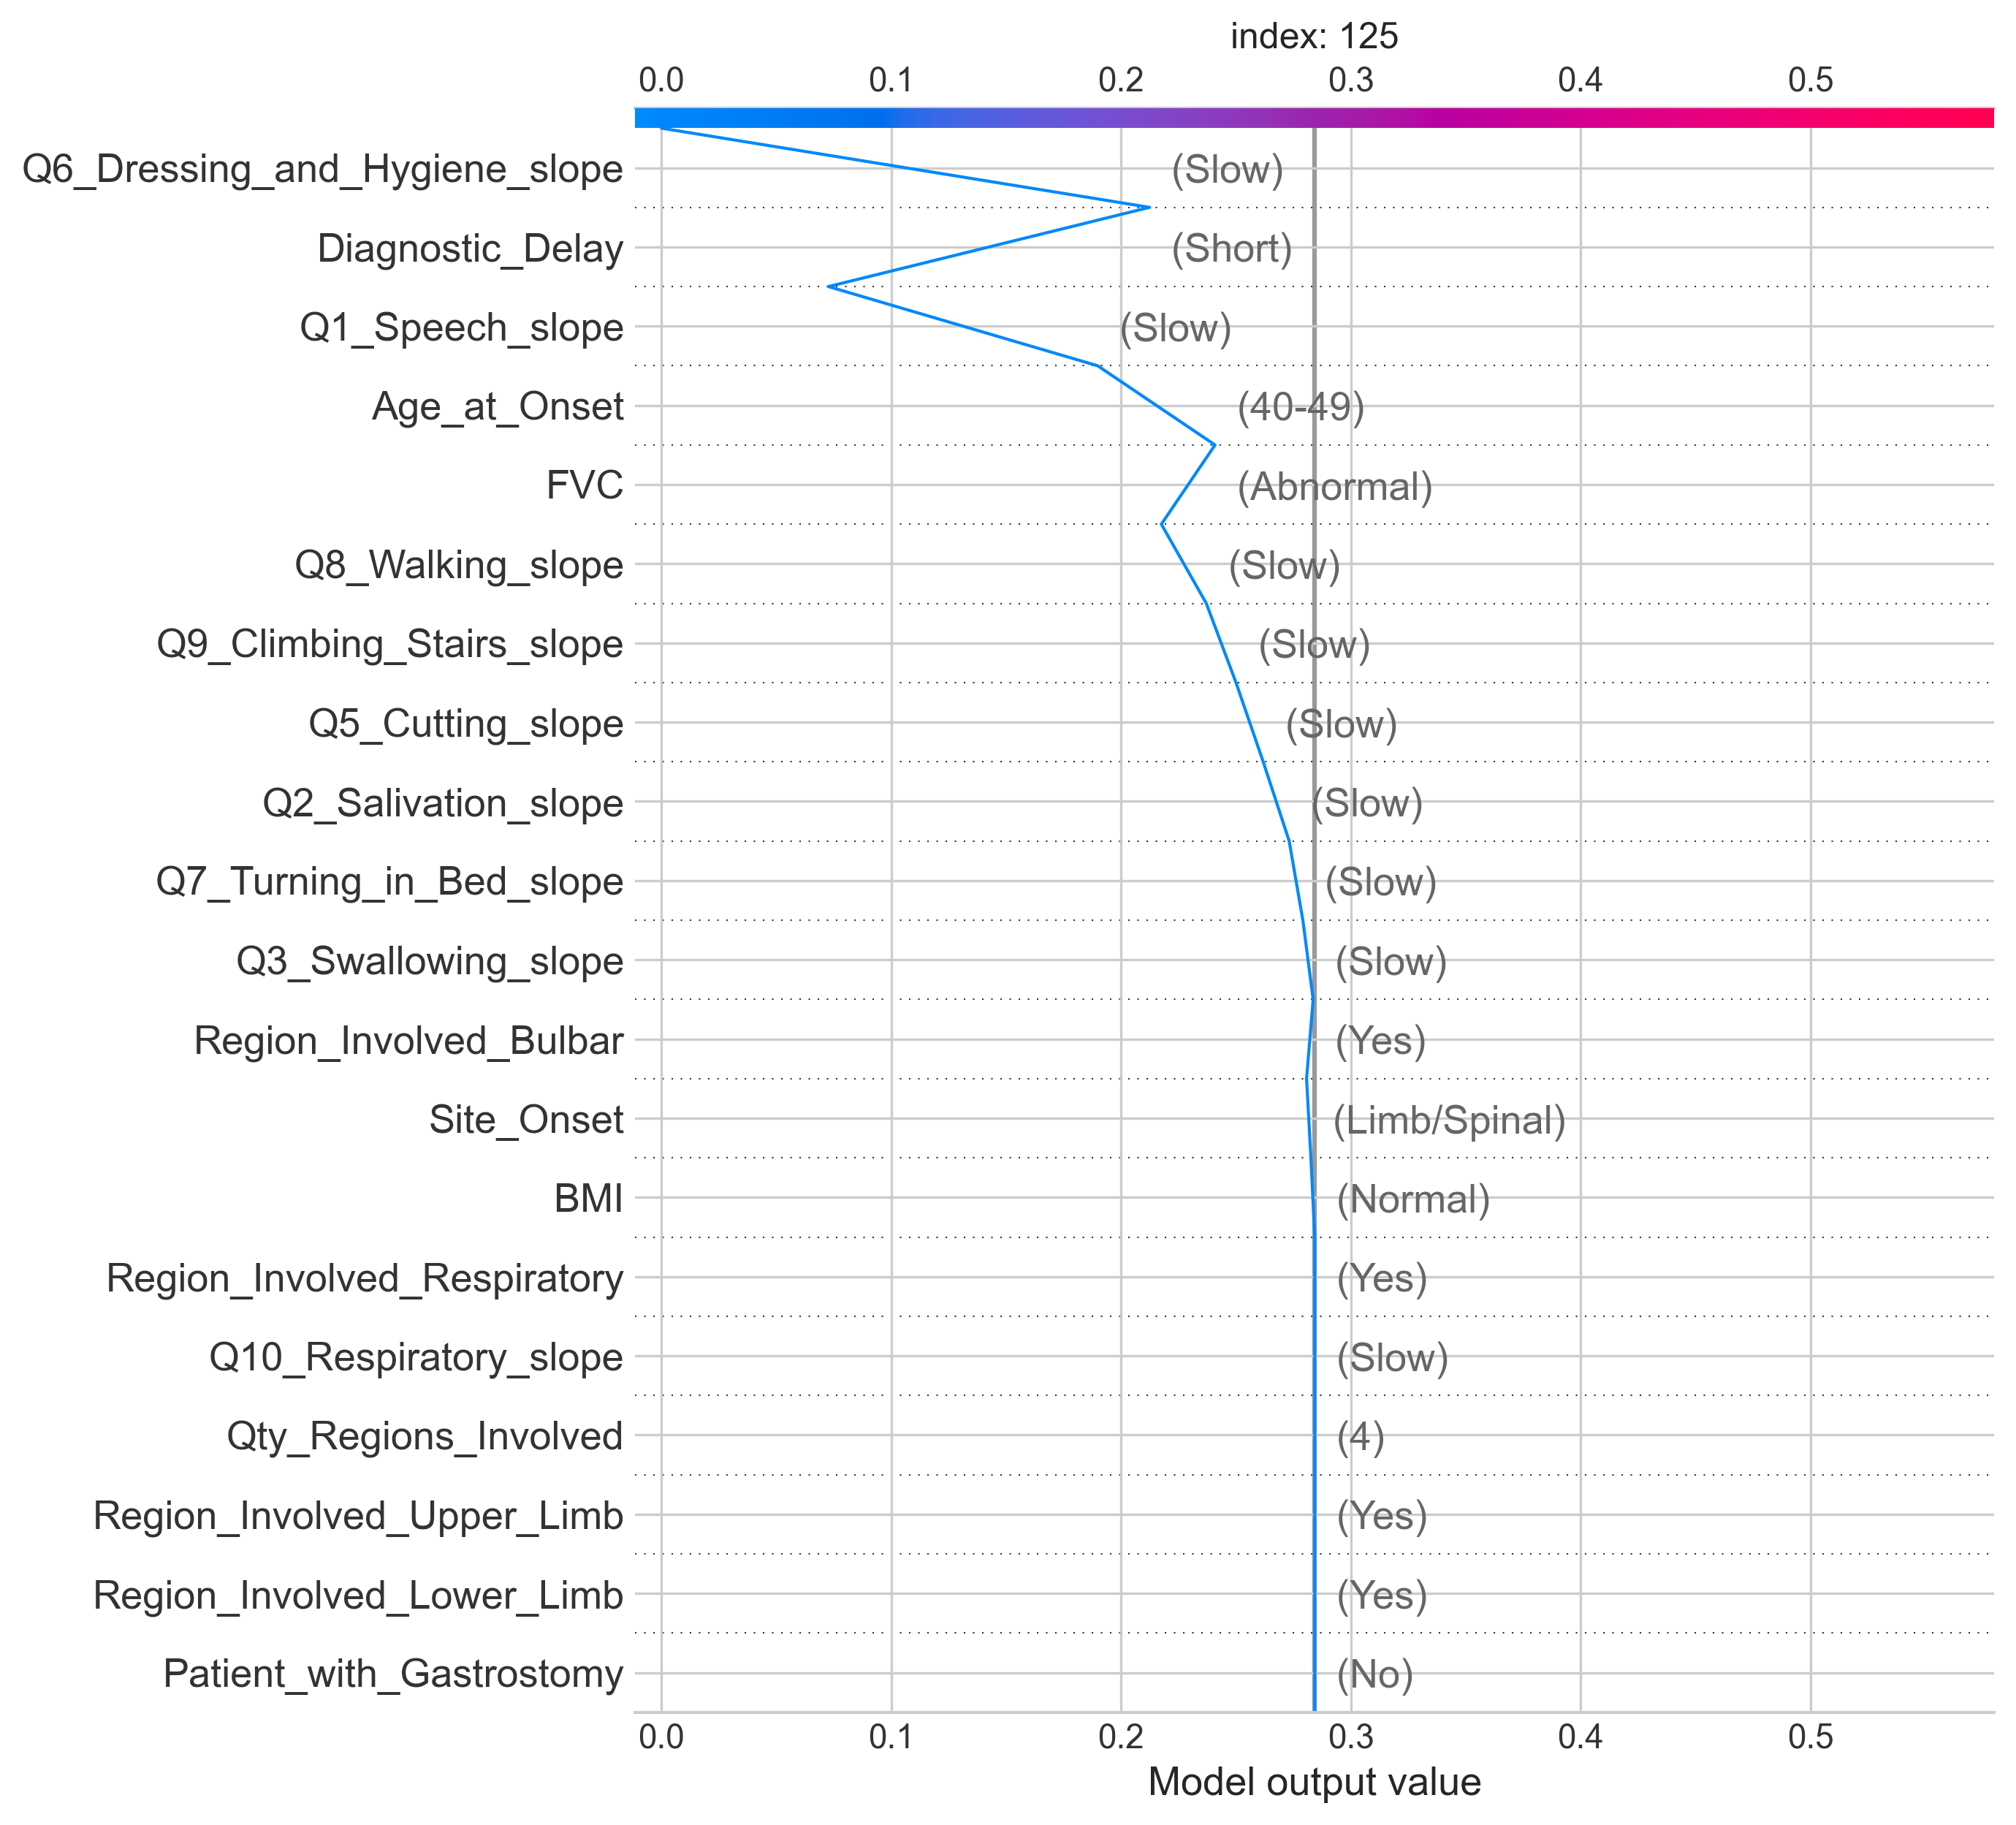 index: 125
0.0 0.1 0.2 0.3 0.4 0.5
Q6_Dressing_and_Hygiene_slope (Slow)
Diagnostic_Delay (Short)
Q1_Speech_slope (Slow)
Age_at_Onset (40-49)
FVC (Abnormal)
Q8_Walking_slope (Slow)
Q9_Climbing_Stairs_slope (Slow)
Q5_Cutting_slope (Slow)
Q2_Salivation_slope (Slow)
Q7_Turning_in_Bed_slope (Slow)
Q3_Swallowing_slope (Slow)
Region_Involved_Bulbar (Yes)
Site_Onset (Limb/Spinal)
BMI (Normal)
Region_Involved_Respiratory (Yes)
Q10_Respiratory_slope (Slow)
Qty_Regions_Involved (4)
Region_Involved_Upper_Limb (Yes)
Region_Involved_Lower_Limb (Yes)
Patient_with_Gastrostomy (No)
0.0 0.1 0.2 0.3 0.4 0.5
Model output value